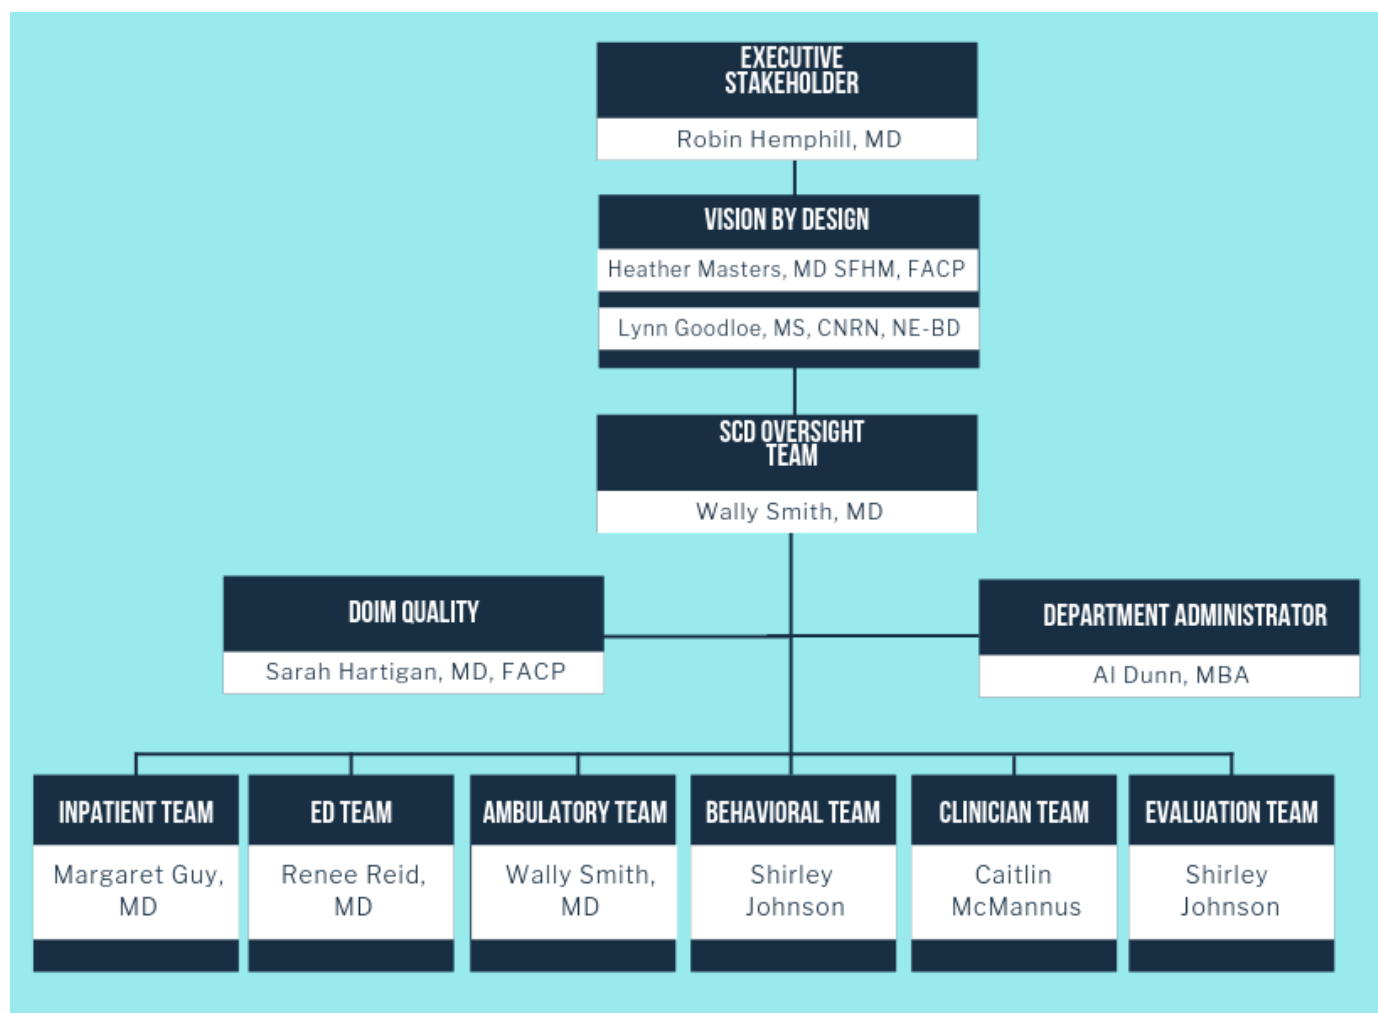 EXECUTIVE
STAKEHOLDER
Robin Hemphill, MD
VISION BY DESIGN
Heather Masters, MD SFHM, FACP
Lynn Goodloe, MS, CNRN, NE-BD
SCD OVERSIGHT
TEAM
Wally Smith, MD
DOIM QUALITY
Sarah Hartigan, MD, FACP
DEPARTMENT ADMINISTRATOR
Al Dunn, MBA
INPATIENT TEAM
Margaret Guy,
MD
ED TEAM
Renee Reid,
MD
AMBULATORY TEAM
Wally Smith,
MD
BEHAVIORAL TEAM
Shirley
Johnson
CLINICIAN TEAM
Caitlin
McMannus
EVALUATION TEAM
Shirley
Johnson